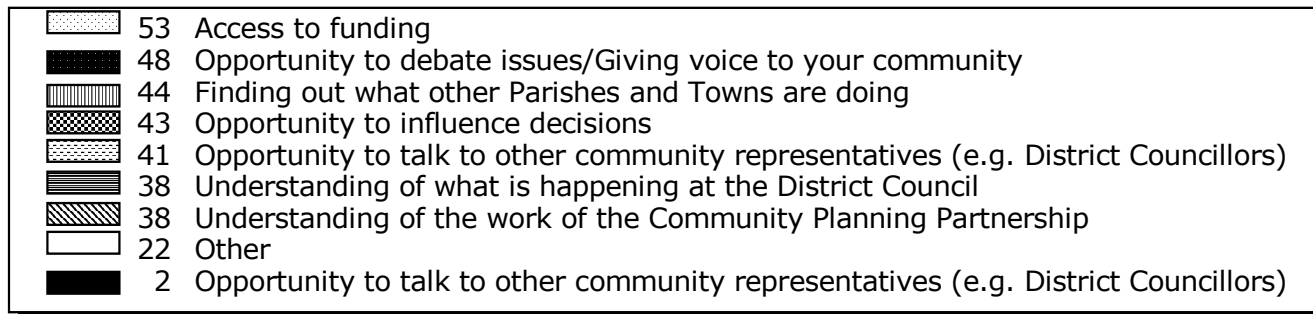 53 Access to funding
48 Opportunity to debate issues/Giving voice to your community
44 Finding out what other Parishes and Towns are doing
43 Opportunity to influence decisions
41 Opportunity to talk to other community representatives (e.g. District Councillors)
38 Understanding of what is happening at the District Council
38 Understanding of the work of the Community Planning Partnership
22 Other
2 Opportunity to talk to other community representatives (e.g. District Councillors)